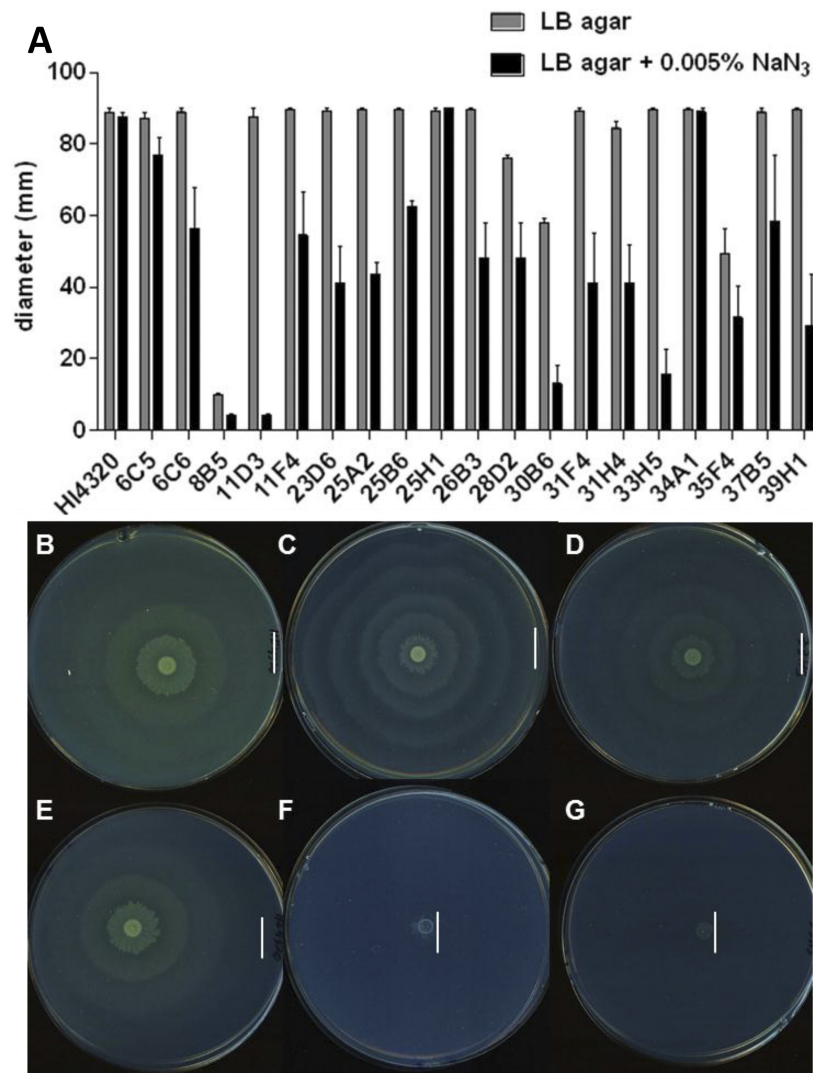 A
LB agar
LB agar + 0.005% NaN₃
diameter (mm)
100
80
60
40
20
0
HI4320
6C5
6C6
8B5
11D3
11F4
23D6
25A2
25B6
25H1
26B3
28D2
30B6
31F4
31H4
33H5
34A1
35F4
37B5
39H1
B
C
D
E
F
G